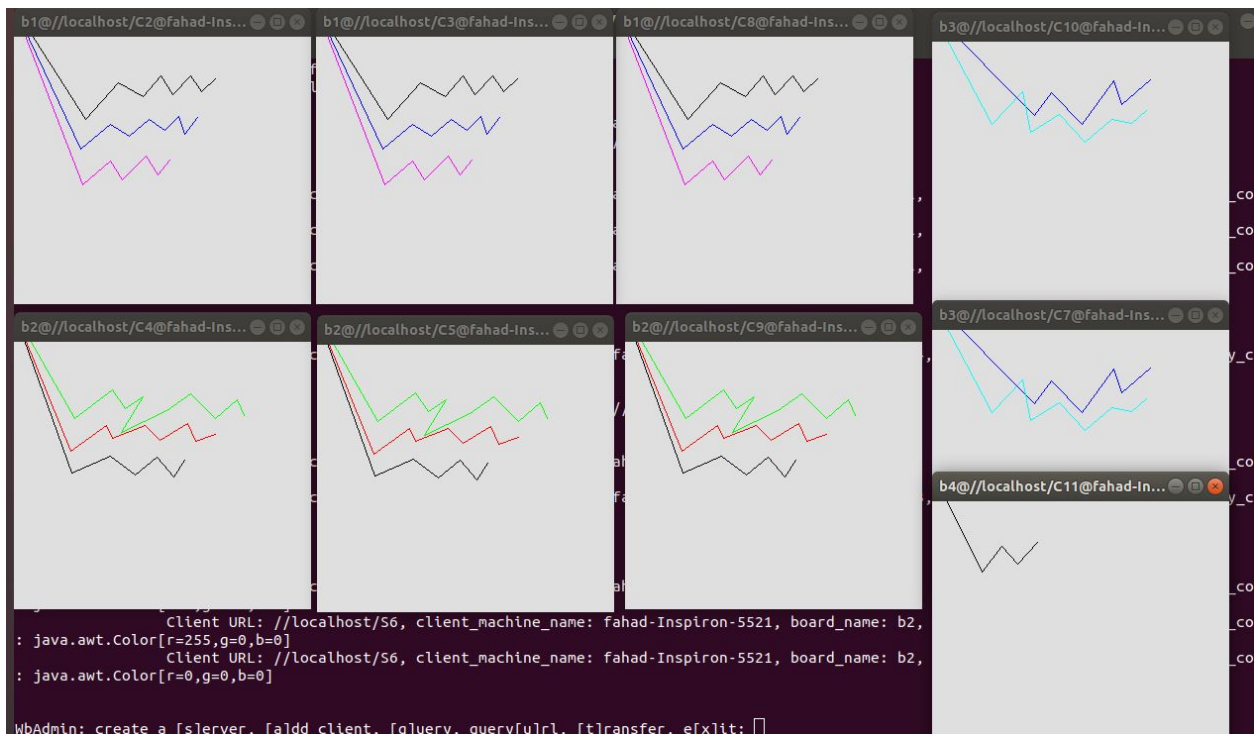 b1@//localhost/C2@fahad-Ins...
b1@//localhost/C3@fahad-Ins...
b1@//localhost/C8@fahad-Ins...
b3@//localhost/C10@fahad-In...
b2@//localhost/C4@fahad-Ins...
b2@//localhost/C5@fahad-Ins...
b2@//localhost/C9@fahad-Ins...
b3@//localhost/C7@fahad-Ins...
b4@//localhost/C11@fahad-In...
Client URL: //localhost/S6, client_machine_name: fahad-Inspiron-5521, board_name: b2,
: java.awt.Color[r=255,g=0,b=0]
Client URL: //localhost/S6, client_machine_name: fahad-Inspiron-5521, board_name: b2,
: java.awt.Color[r=0,g=0,b=0]
WbAdmin: create a [s]erver, [a]dd client, [q]uery, query[u]rl, [t]ransfer, e[x]it: